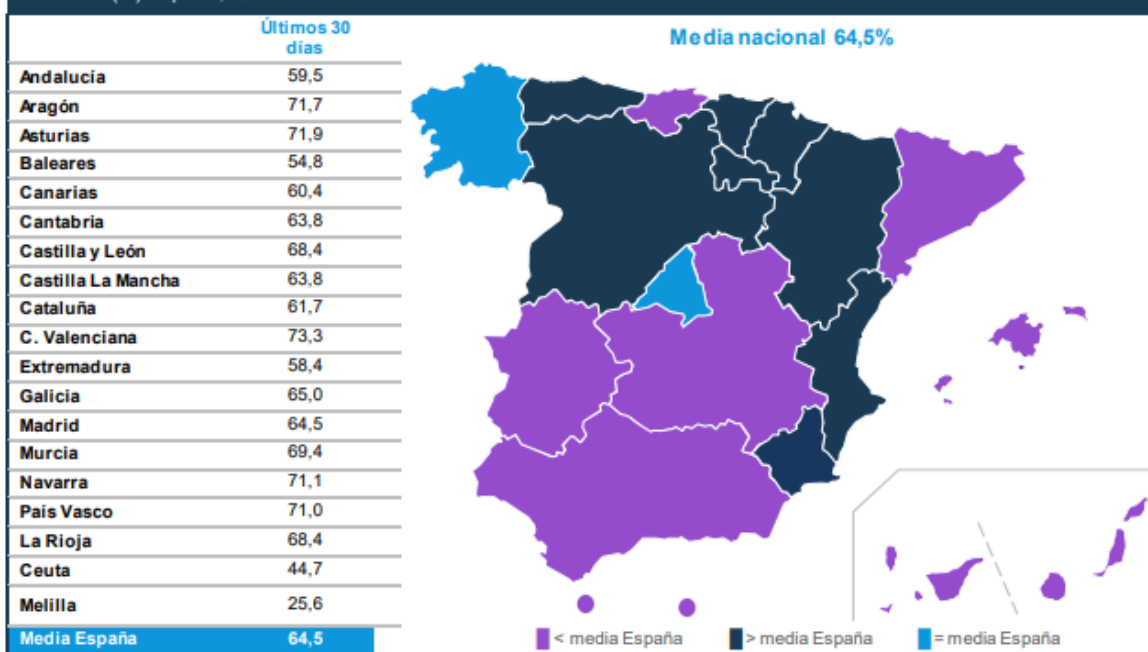 Últimos 30
días
Media nacional 64,5%
Andalucía 59,5
Aragón 71,7
Asturias 71,9
Baleares 54,8
Canarias 60,4
Cantabria 63,8
Castilla y León 68,4
Castilla La Mancha 63,8
Cataluña 61,7
C. Valenciana 73,3
Extremadura 58,4
Galicia 65,0
Madrid 64,5
Murcia 69,4
Navarra 71,1
País Vasco 71,0
La Rioja 68,4
Ceuta 44,7
Melilla 25,6
Media España 64,5
< media España
> media España
= media España